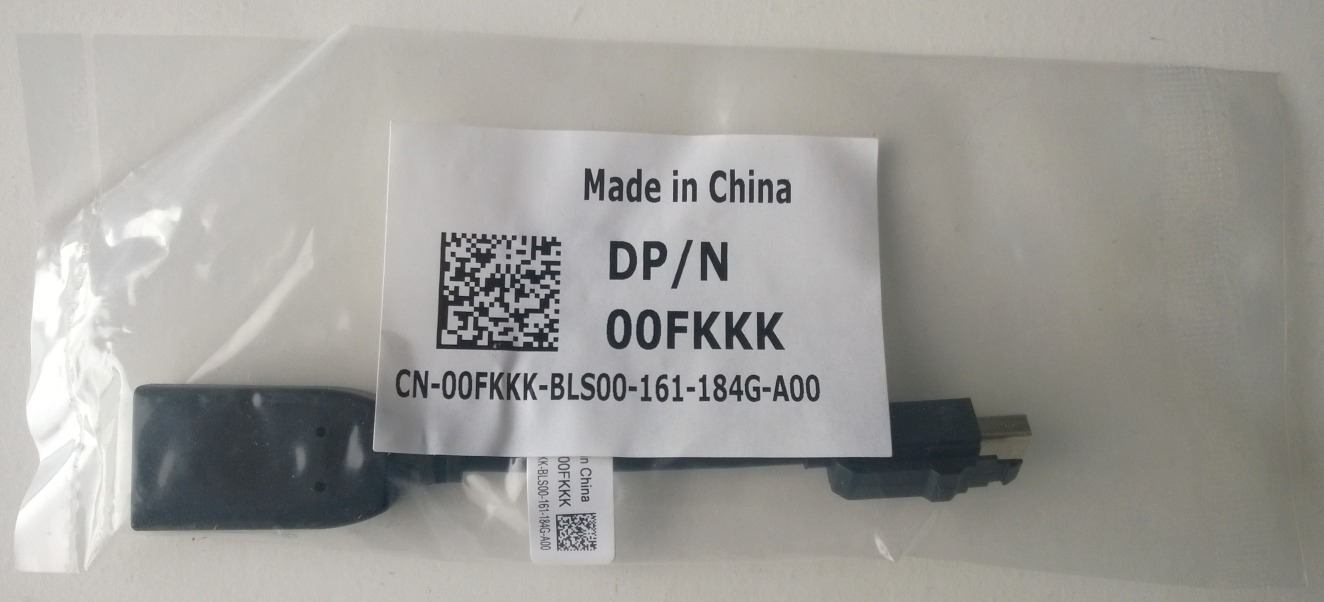 Made in China
DP/N
00FKKK
CN-00FKKK-BLS00-161-184G-A00
n China
00FKKK
KK-BLS00-161-184G-A00